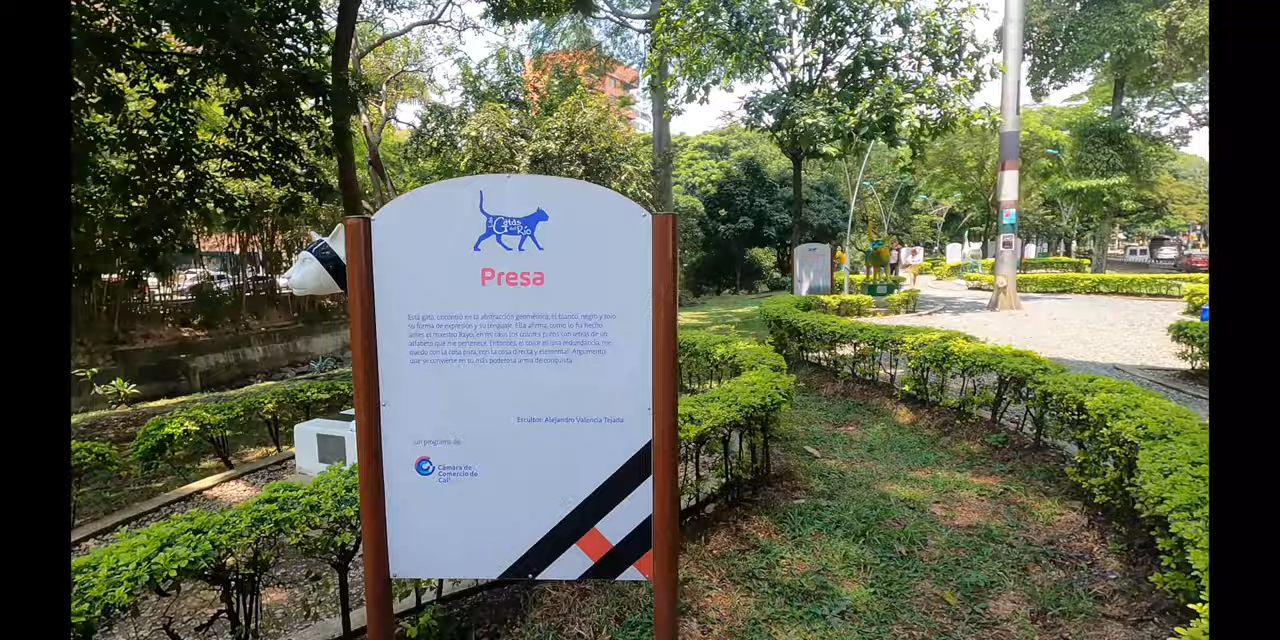 Las Gatas del Río
Presa
Esta gata, encontró en la abstracción geométrica, el blanco, negro y rojo
su forma de expresión y su lenguaje. Ella afirma, como lo ha hecho
antes el maestro Rayo, en mi caso los colores puros son letras de un
alfabeto que me pertenece. Entonces, el color es una redundancia, me
quedo con la cosa pura, con la cosa directa y elemental. Argumento
que se convierte en su más poderosa arma de conquista.
Escultor: Alejandro Valencia Tejada
un programa de:
Cámara de
Comercio de
Cali